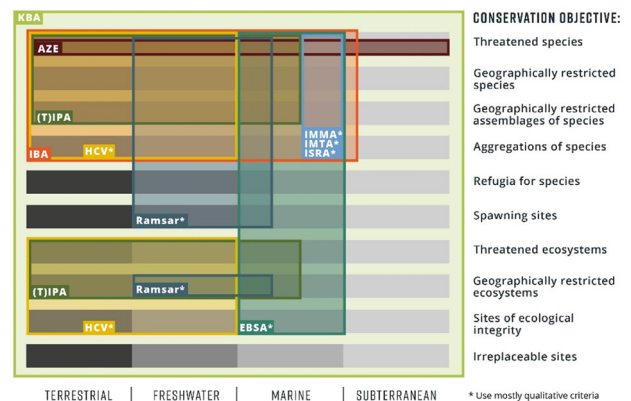 KBA
CONSERVATION OBJECTIVE:
AZE
Threatened species
Geographically restricted
species
(T)IPA
Geographically restricted
assemblages of species
IMMA*
IMTA*
ISRA*
IBA
HCV*
Aggregations of species
Refugia for species
Ramsar*
Spawning sites
Threatened ecosystems
(T)IPA
Ramsar*
Geographically restricted
ecosystems
HCV*
EBSA*
Sites of ecological
integrity
Irreplaceable sites
TERRESTRIAL | FRESHWATER | MARINE | SUBTERRANEAN
* Use mostly qualitative criteria